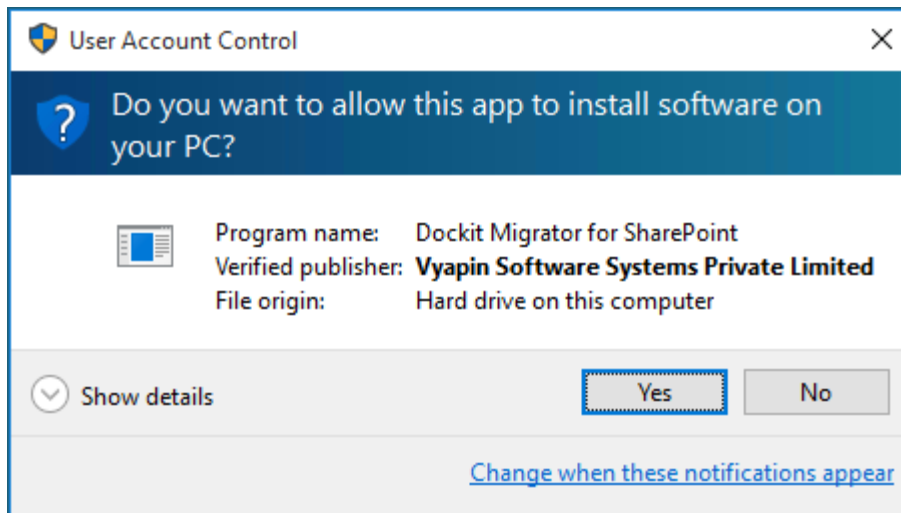 User Account Control
Do you want to allow this app to install software on
your PC?
Program name: Dockit Migrator for SharePoint
Verified publisher: Vyapin Software Systems Private Limited
File origin: Hard drive on this computer
Show details
Yes
No
Change when these notifications appear